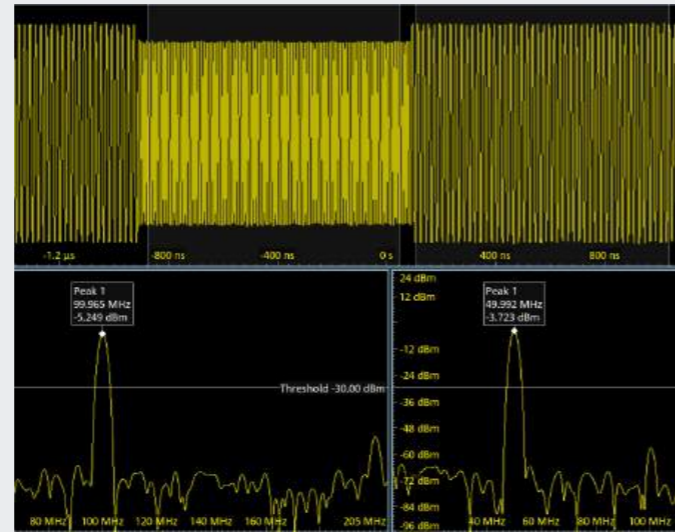 -1.2 µs -800 ns -400 ns 0 s 400 ns 800 ns
Peak 1
99.965 MHz
-5.249 dBm
Threshold -30.00 dBm
80 MHz 100 MHz 120 MHz 140 MHz 160 MHz 205 MHz
24 dBm
12 dBm
Peak 1
49.992 MHz
-3.723 dBm
-12 dBm
-24 dBm
-36 dBm
-48 dBm
-60 dBm
-72 dBm
-84 dBm
-96 dBm
40 MHz 60 MHz 80 MHz 100 MHz